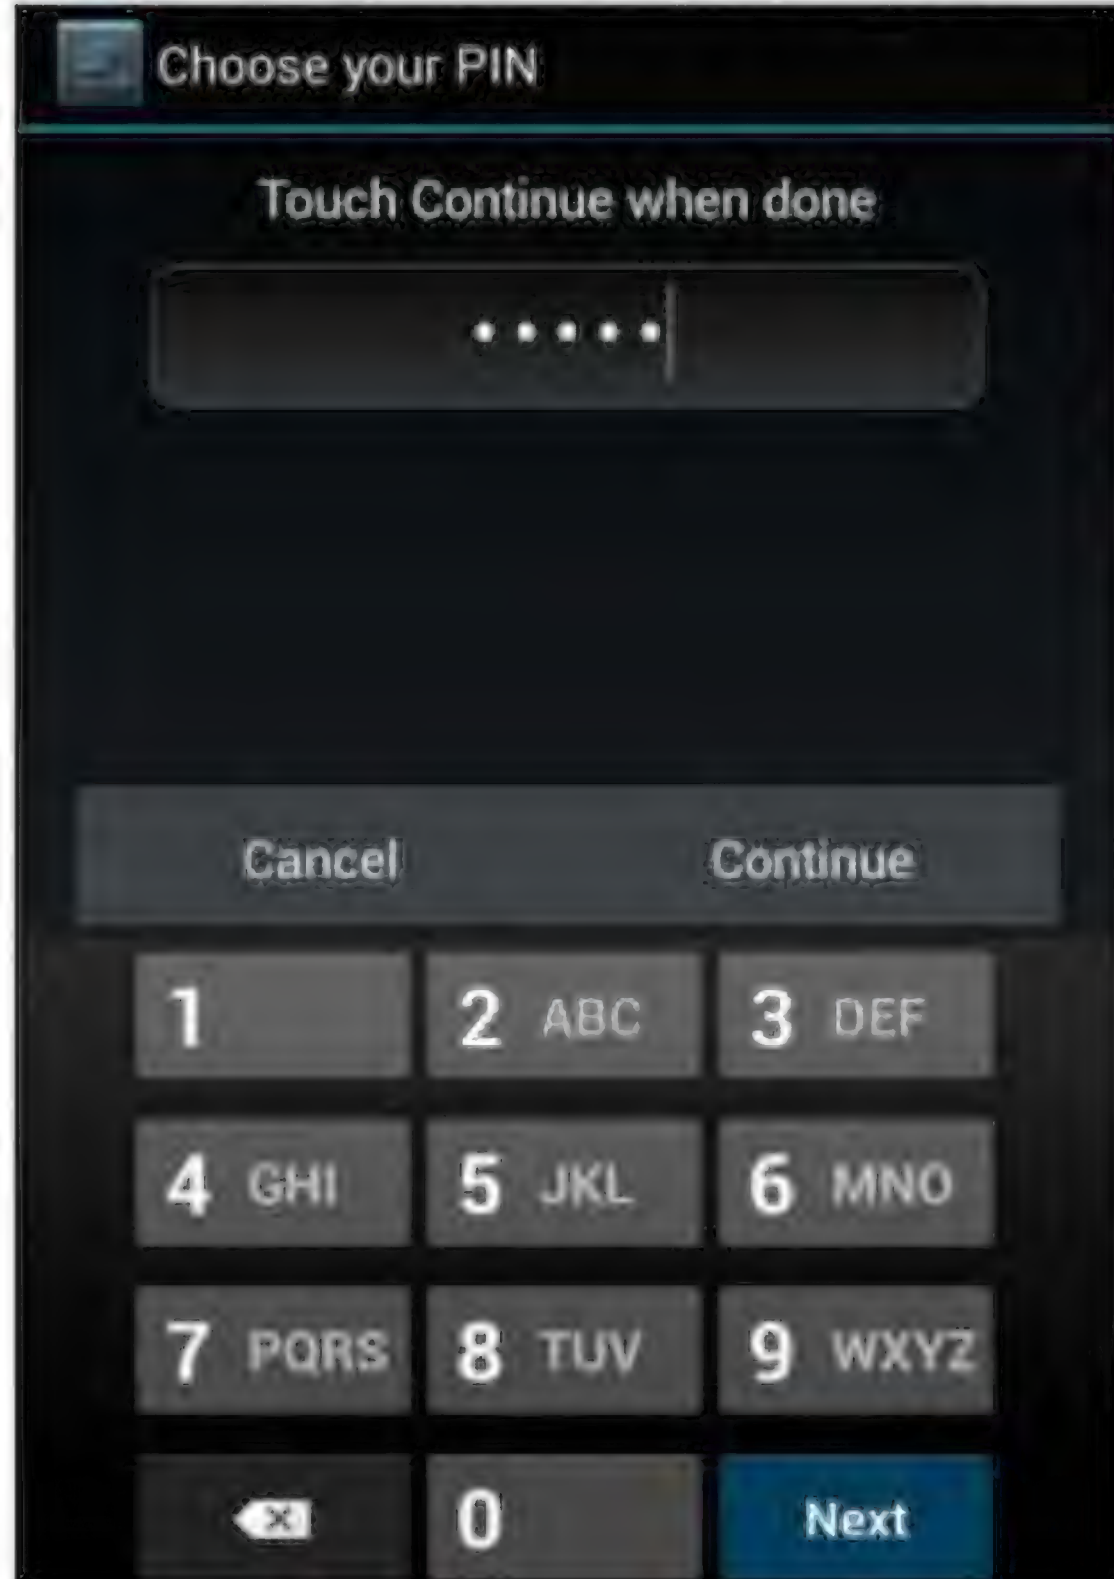 Choose your PIN
Touch Continue when done
•••••
Cancel Continue
1 2 ABC 3 DEF
4 GHI 5 JKL 6 MNO
7 PQRS 8 TUV 9 WXYZ
0 Next